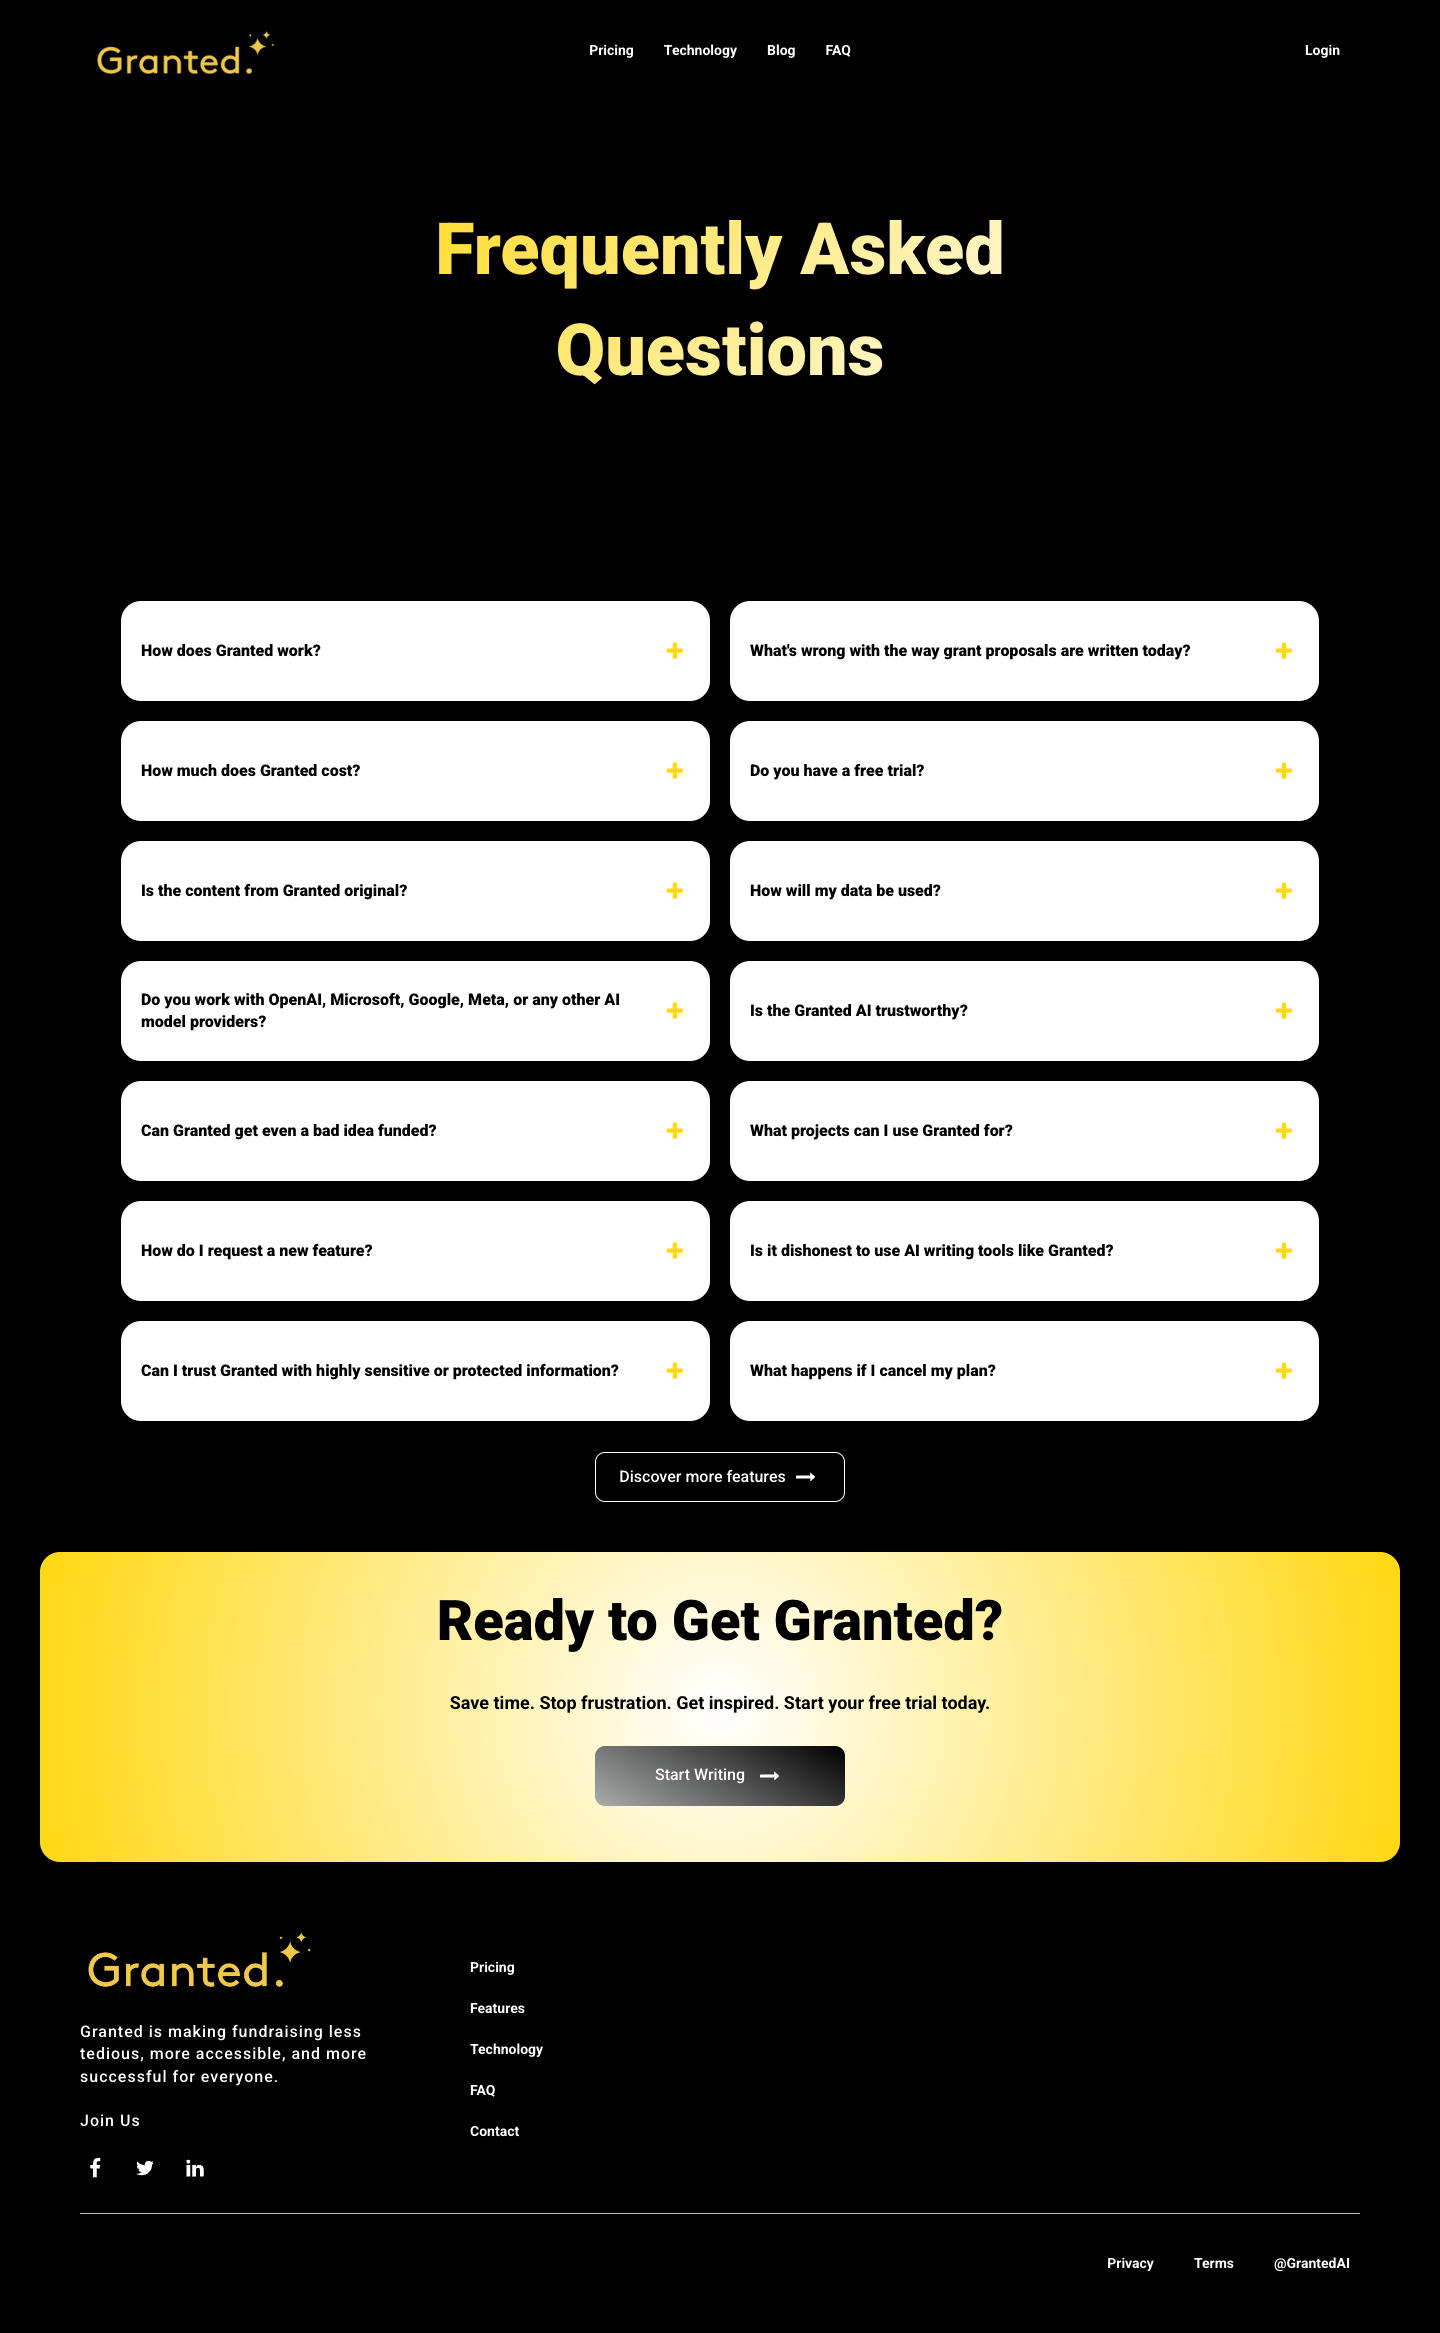 Granted.
Pricing Technology Blog FAQ
Login
Frequently Asked
Questions
How does Granted work?
What's wrong with the way grant proposals are written today?
How much does Granted cost?
Do you have a free trial?
Is the content from Granted original?
How will my data be used?
Do you work with OpenAI, Microsoft, Google, Meta, or any other AI
model providers?
Is the Granted AI trustworthy?
Can Granted get even a bad idea funded?
What projects can I use Granted for?
How do I request a new feature?
Is it dishonest to use AI writing tools like Granted?
Can I trust Granted with highly sensitive or protected information?
What happens if I cancel my plan?
Discover more features
Ready to Get Granted?
Save time. Stop frustration. Get inspired. Start your free trial today.
Start Writing
Granted.
Granted is making fundraising less
tedious, more accessible, and more
successful for everyone.
Join Us
Pricing
Features
Technology
FAQ
Contact
Privacy Terms @GrantedAI